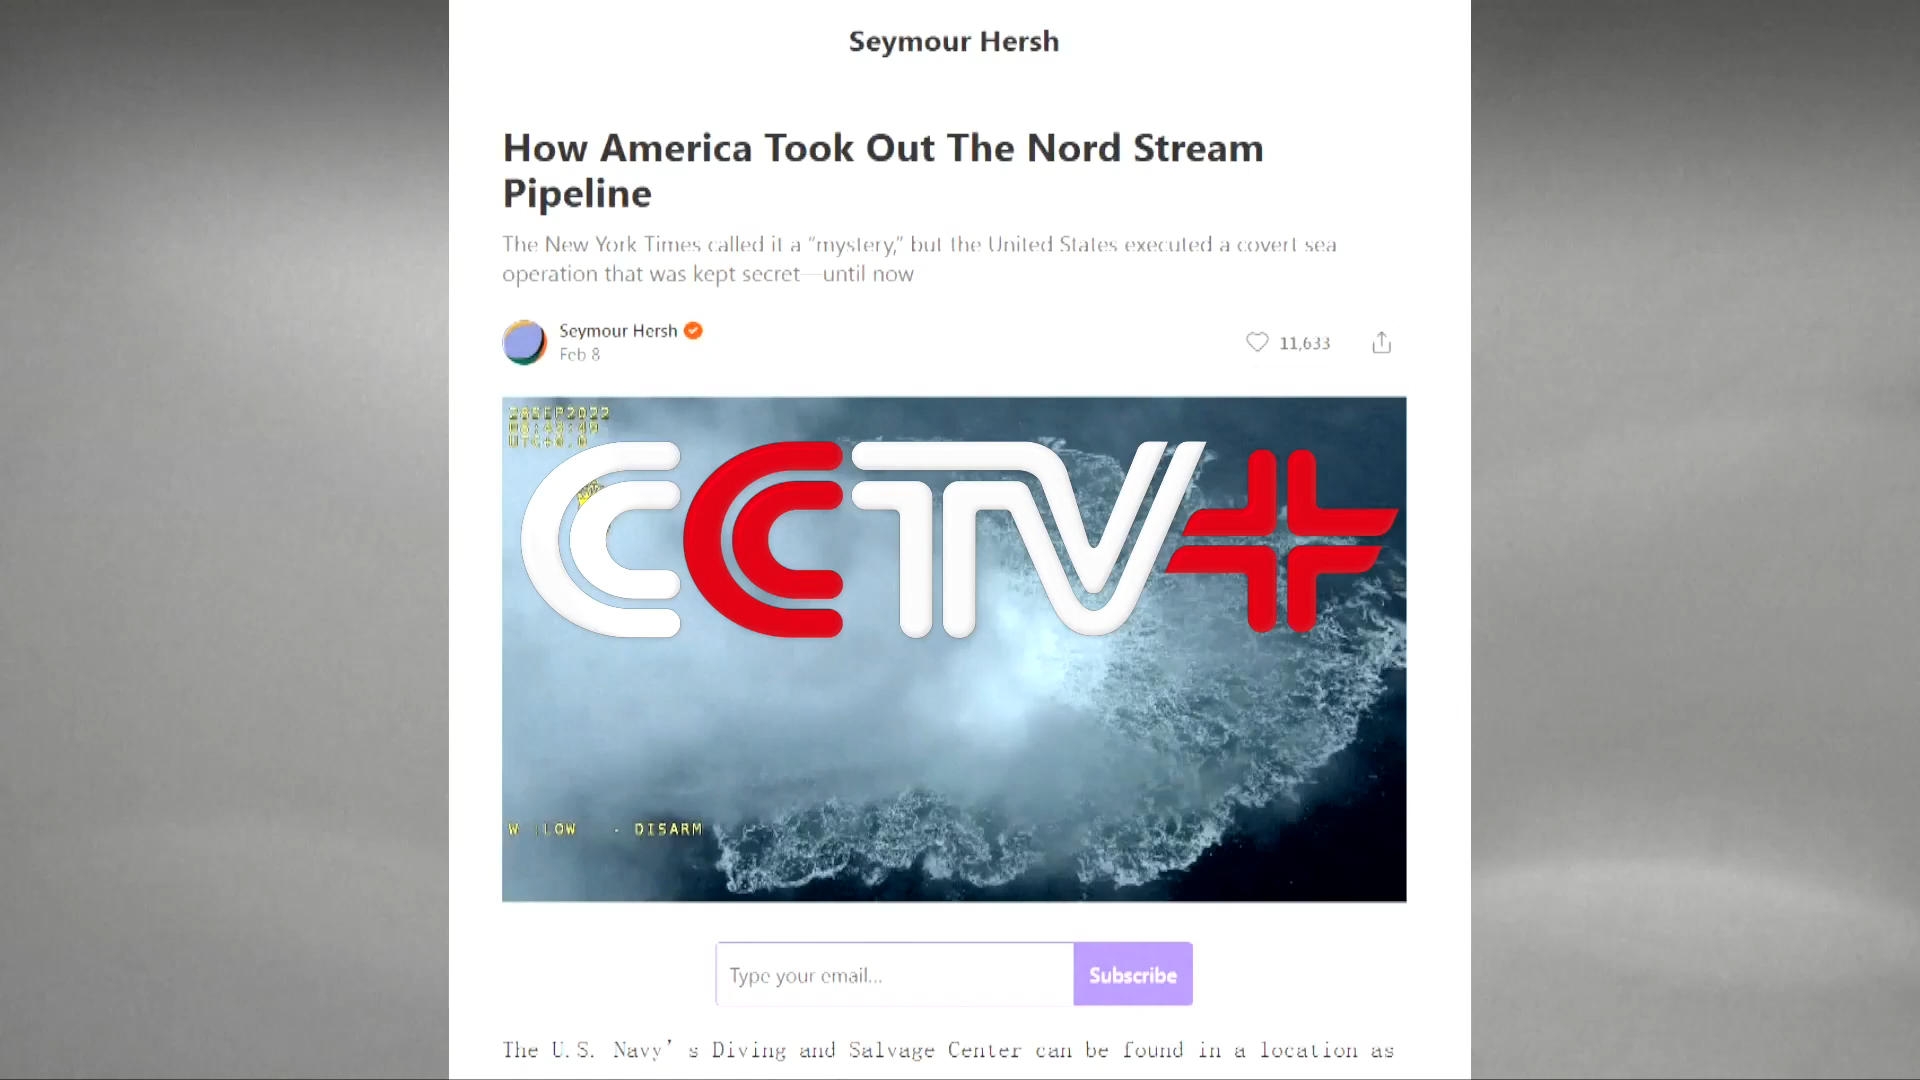 Seymour Hersh
How America Took Out The Nord Stream
Pipeline
The New York Times called it a “mystery,” but the United States executed a covert sea
operation that was kept secret—until now
Seymour Hersh
Feb 8
11,633
28SEP2022
CCTV+
W :LOW - DISARM
Type your email...
Subscribe
The U.S. Navy’s Diving and Salvage Center can be found in a location as